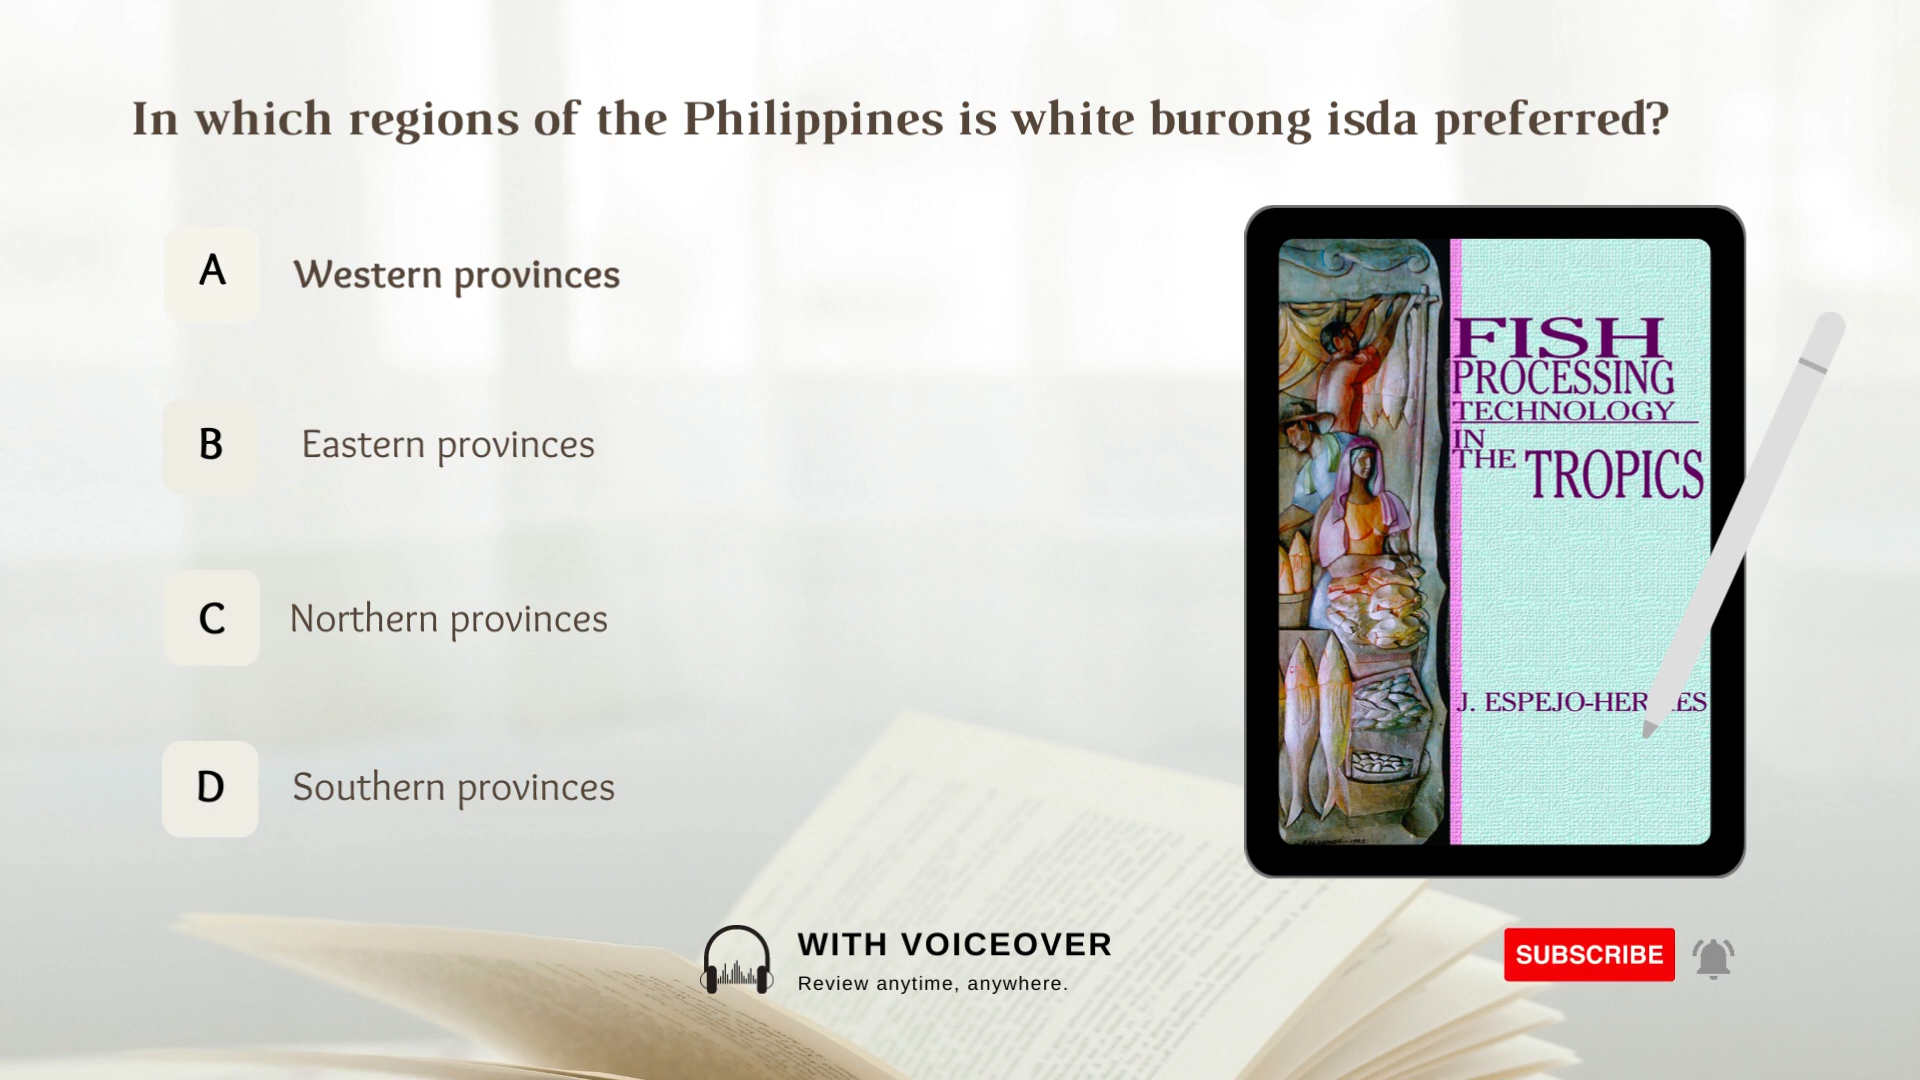 In which regions of the Philippines is white burong isda preferred?
A
Western provinces
B
Eastern provinces
C
Northern provinces
D
Southern provinces
FISH
PROCESSING
TECHNOLOGY
IN
THE TROPICS
WITH VOICEOVER
Review anytime, anywhere.
SUBSCRIBE